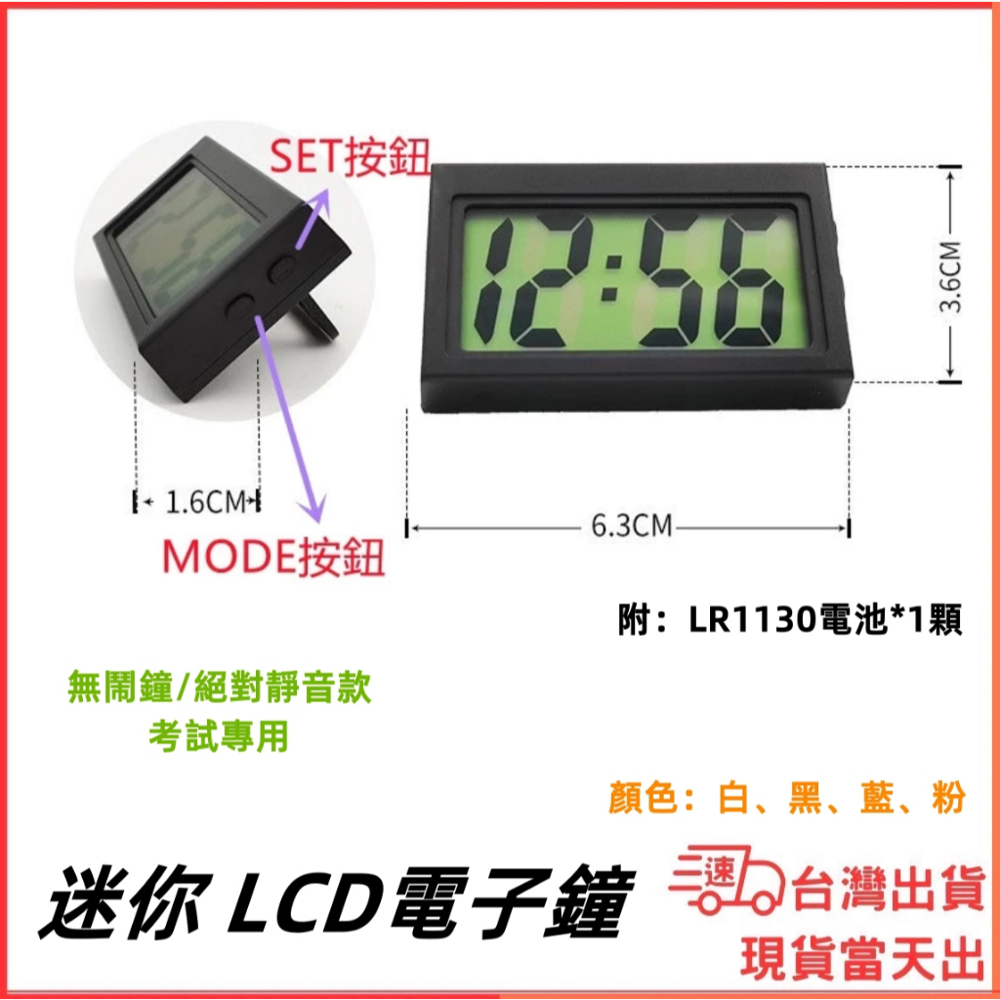 SET按鈕
12:56
3.6CM
1.6CM
6.3CM
MODE按鈕
附：LR1130電池*1顆
無鬧鐘/絕對靜音款
考試專用
顏色：白、黑、藍、粉
迷你 LCD電子鐘
速
台灣出貨
現貨當天出